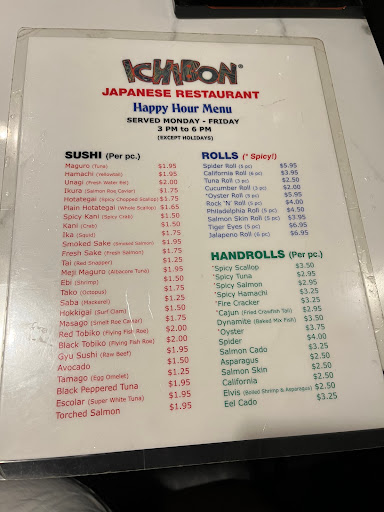 ICHIBON®
JAPANESE RESTAURANT
Happy Hour Menu
SERVED MONDAY - FRIDAY
3 PM to 6 PM
(EXCEPT HOLIDAYS)
SUSHI (Per pc.)
Maguro (Tuna) $1.95
Hamachi (Yellowtail) $1.95
Unagi (Fresh Water Eel) $2.00
Ikura (Salmon Roe Caviar) $1.95
Hotategai (Spicy Chopped Scallop) $1.75
Plain Hotategai (Whole Scallop) $1.65
Spicy Kani (Spicy Crab) $1.50
Kani (Crab) $1.50
Ika (Squid) $1.25
Smoked Sake (Smoked Salmon) $1.95
Fresh Sake (Fresh Salmon) $1.95
Tai (Red Snapper) $1.25
Meji Maguro (Albacore Tuna) $1.95
Ebi (Shrimp) $1.50
Tako (Octopus) $1.25
Saba (Mackerel) $1.25
Hokkigai (Surf Clam) $1.75
Masago (Smelt Roe Caviar) $1.75
Red Tobiko (Flying Fish Roe) $2.00
Black Tobiko (Flying Fish Roe) $2.00
Gyu Sushi (Raw Beef) $1.95
Avocado $1.50
Tamago (Egg Omelet) $1.25
Black Peppered Tuna $1.95
Escolar (Super White Tuna) $1.95
Torched Salmon $1.95
ROLLS (* Spicy!)
Spider Roll (5 pc) $5.95
California Roll (6 pc) $3.95
Tuna Roll (3 pc) $2.50
Cucumber Roll (3 pc) $2.00
*Oyster Roll (5 pc) $5.95
Rock 'N' Roll (5 pc) $4.00
Philadelphia Roll (5 pc) $4.50
Salmon Skin Roll (5 pc) $3.95
Tiger Eyes (5 pc) $6.95
Jalapeno Roll (6 pc) $6.95
HANDROLLS (Per pc.)
*Spicy Scallop $3.50
*Spicy Tuna $2.95
*Spicy Salmon $2.95
*Spicy Hamachi $3.25
*Fire Cracker $2.95
*Cajun (Fried Crawfish Tail) $2.95
Dynamite (Baked Mix Fish) $2.50
*Oyster $3.75
Spider $4.00
Salmon Cado $3.25
Asparagus $2.50
Salmon Skin $2.50
California $2.50
Elvis (Boiled Shrimp & Asparagus) $2.50
Eel Cado $3.25